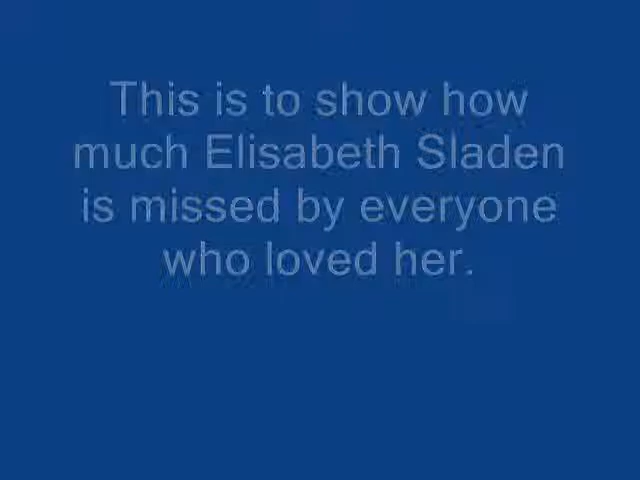 This is to show how
much Elisabeth Sladen
is missed by everyone
who loved her.